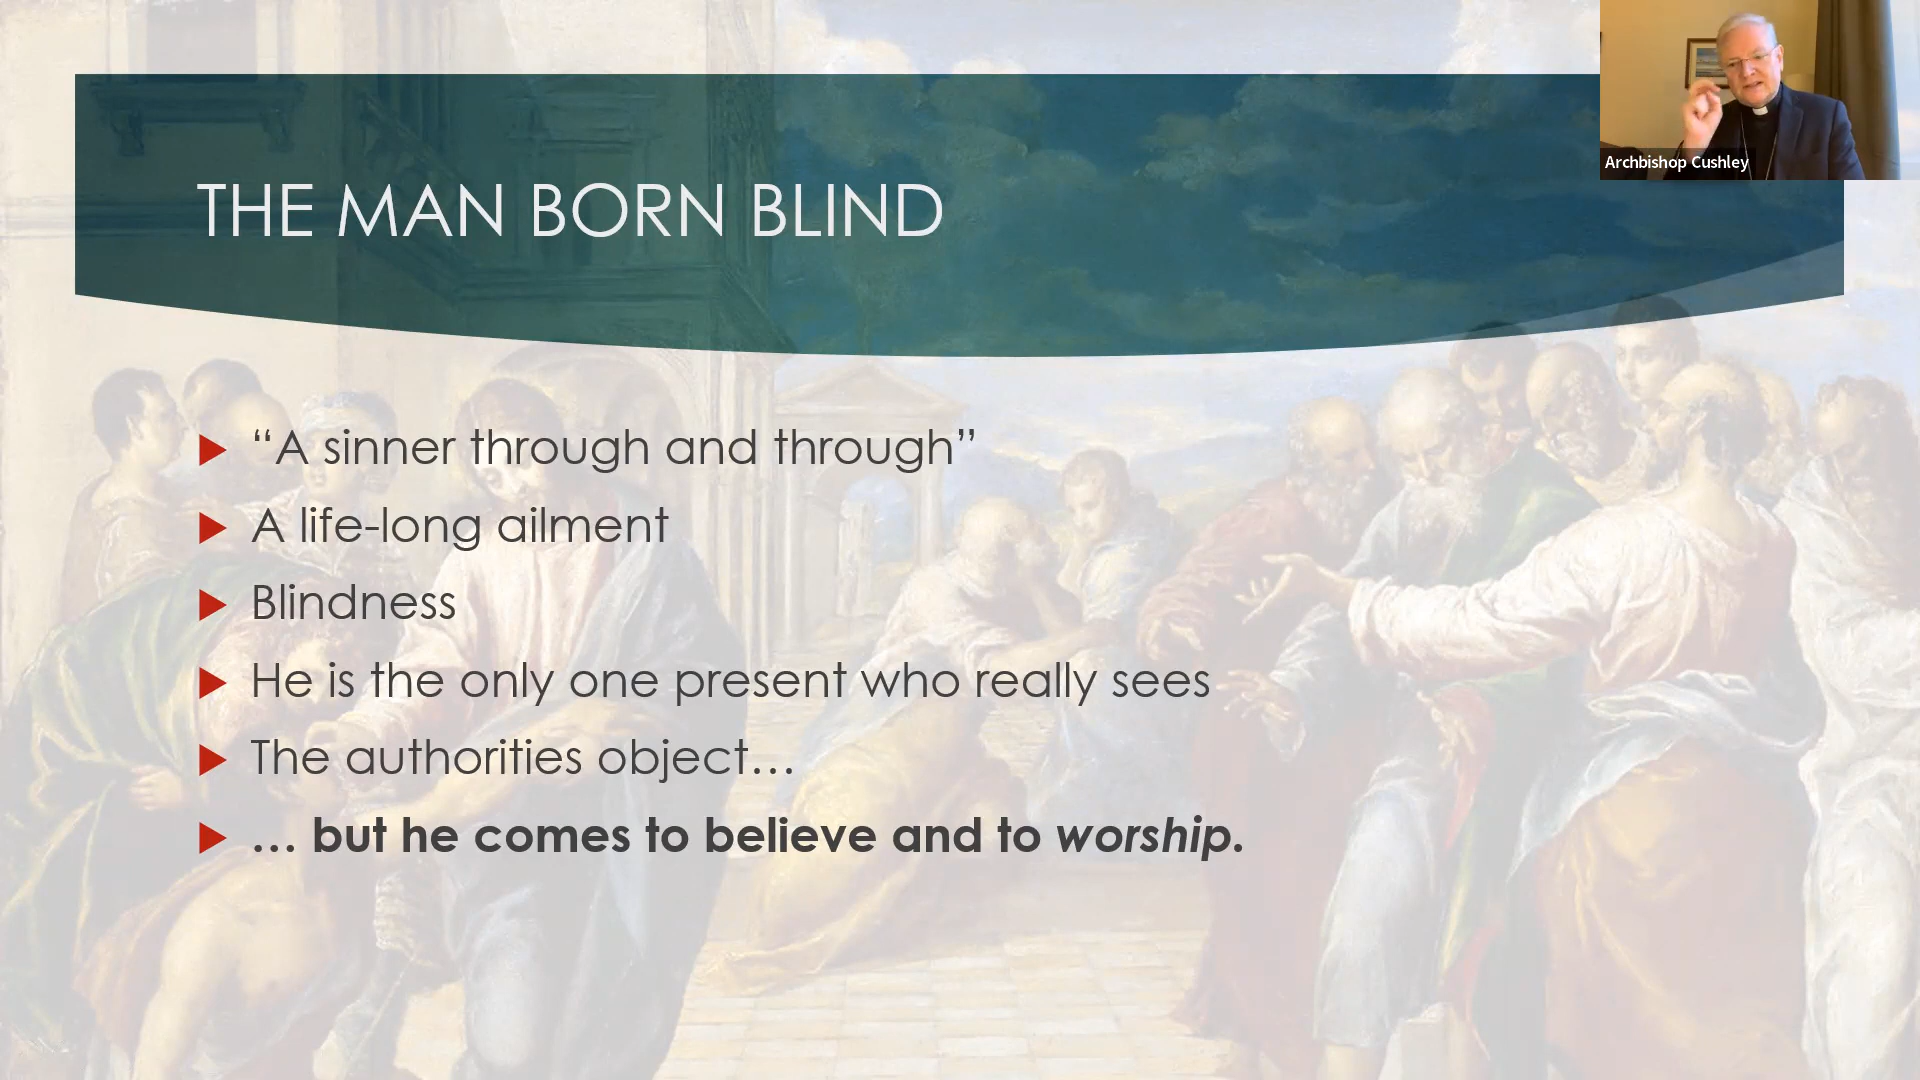 Archbishop Cushley
THE MAN BORN BLIND
“A sinner through and through”
A life-long ailment
Blindness
He is the only one present who really sees
The authorities object…
… but he comes to believe and to worship.